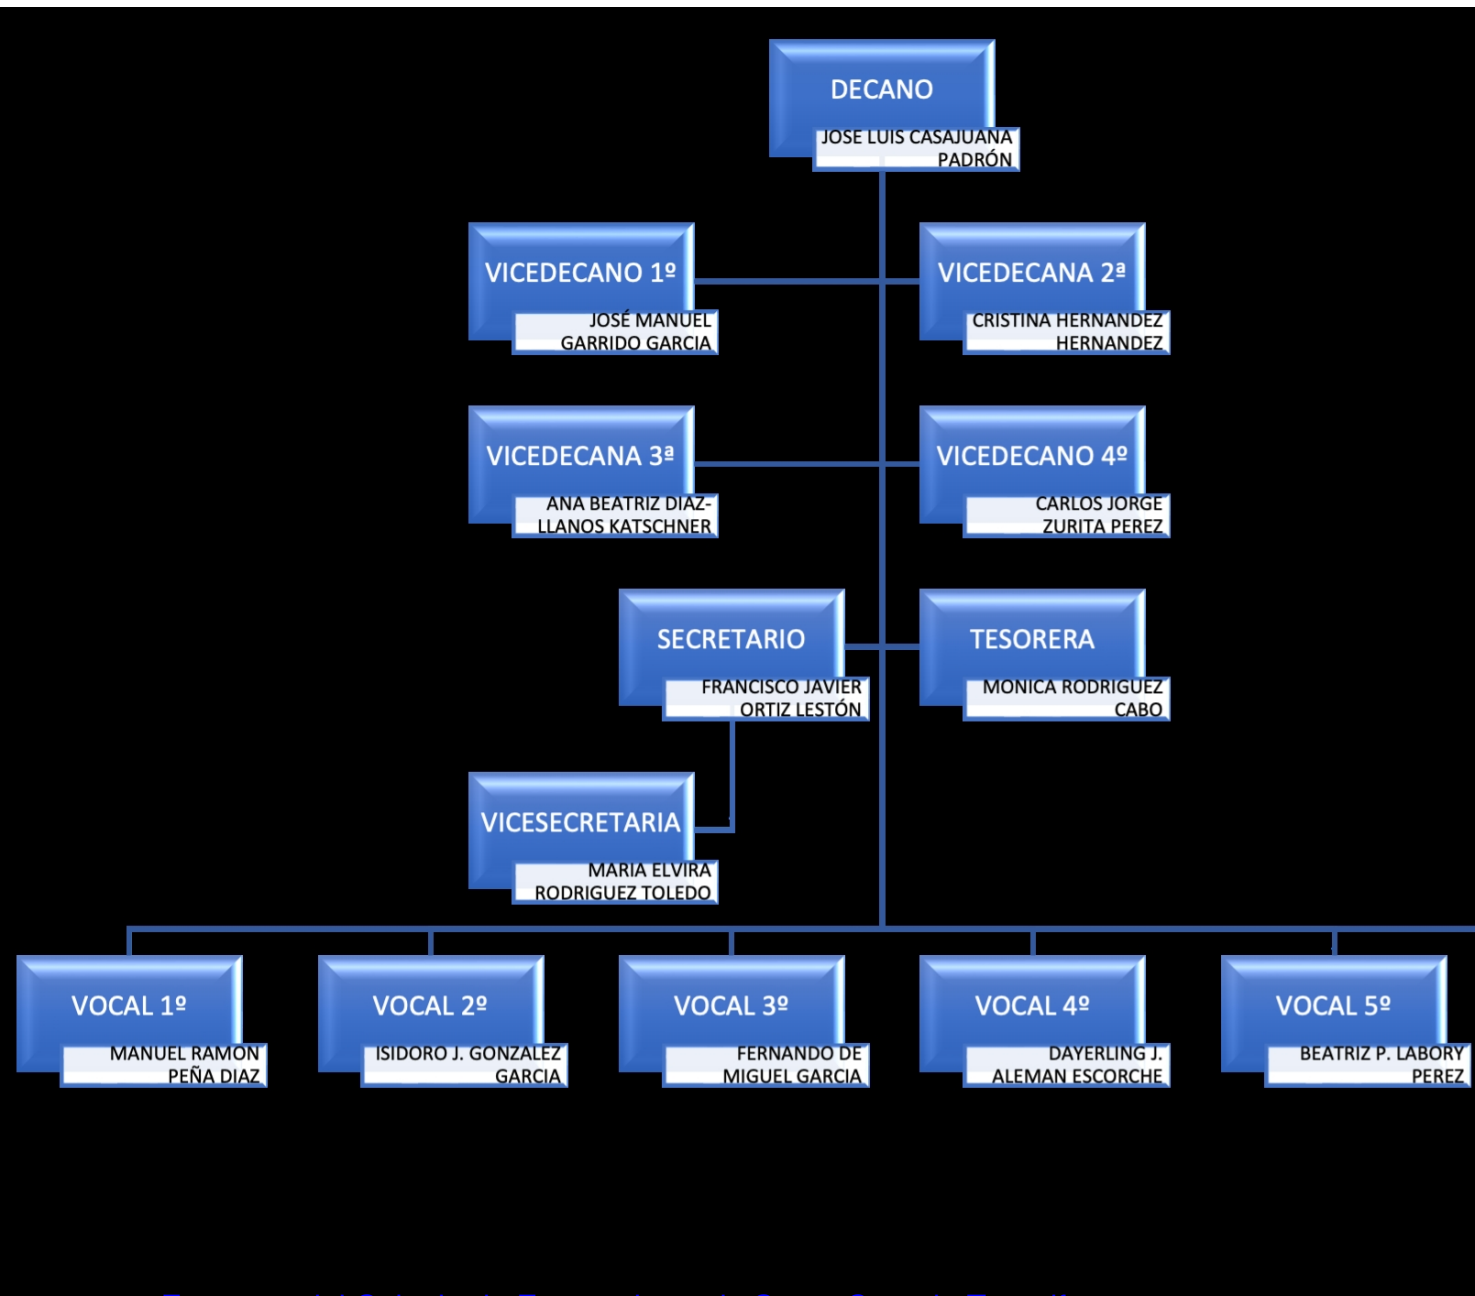 DECANO
JOSE LUIS CASAJUANA
PADRÓN
VICEDECANO 1º
JOSÉ MANUEL
GARRIDO GARCIA
VICEDECANA 2ª
CRISTINA HERNANDEZ
HERNANDEZ
VICEDECANA 3ª
ANA BEATRIZ DIAZ-
LLANOS KATSCHNER
VICEDECANO 4º
CARLOS JORGE
ZURITA PEREZ
SECRETARIO
FRANCISCO JAVIER
ORTIZ LESTÓN
TESORERA
MONICA RODRIGUEZ
CABO
VICESECRETARIA
MARIA ELVIRA
RODRIGUEZ TOLEDO
VOCAL 1º
MANUEL RAMON
PEÑA DIAZ
VOCAL 2º
ISIDORO J. GONZALEZ
GARCIA
VOCAL 3º
FERNANDO DE
MIGUEL GARCIA
VOCAL 4º
DAYERLING J.
ALEMAN ESCORCHE
VOCAL 5º
BEATRIZ P. LABORY
PEREZ